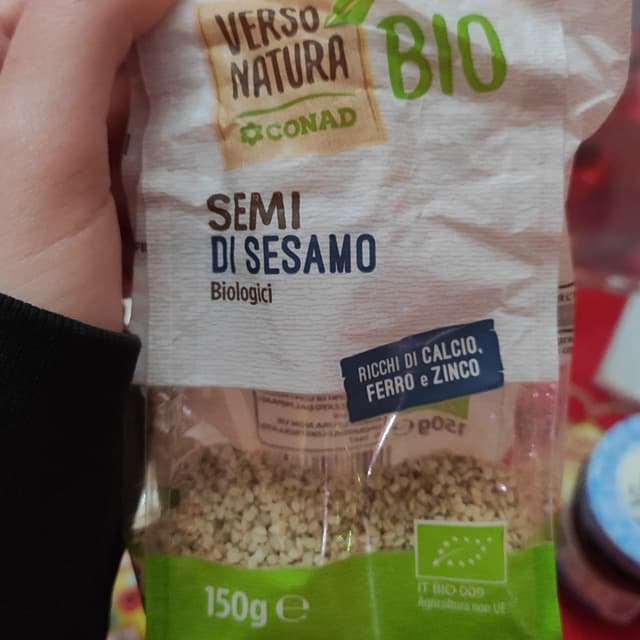 VERSO
NATURA
CONAD
BIO
SEMI
DI SESAMO
Biologici
RICCHI DI CALCIO,
FERRO e ZINCO
150g e
150g ℮
IT BIO 009
Agricoltura non UE